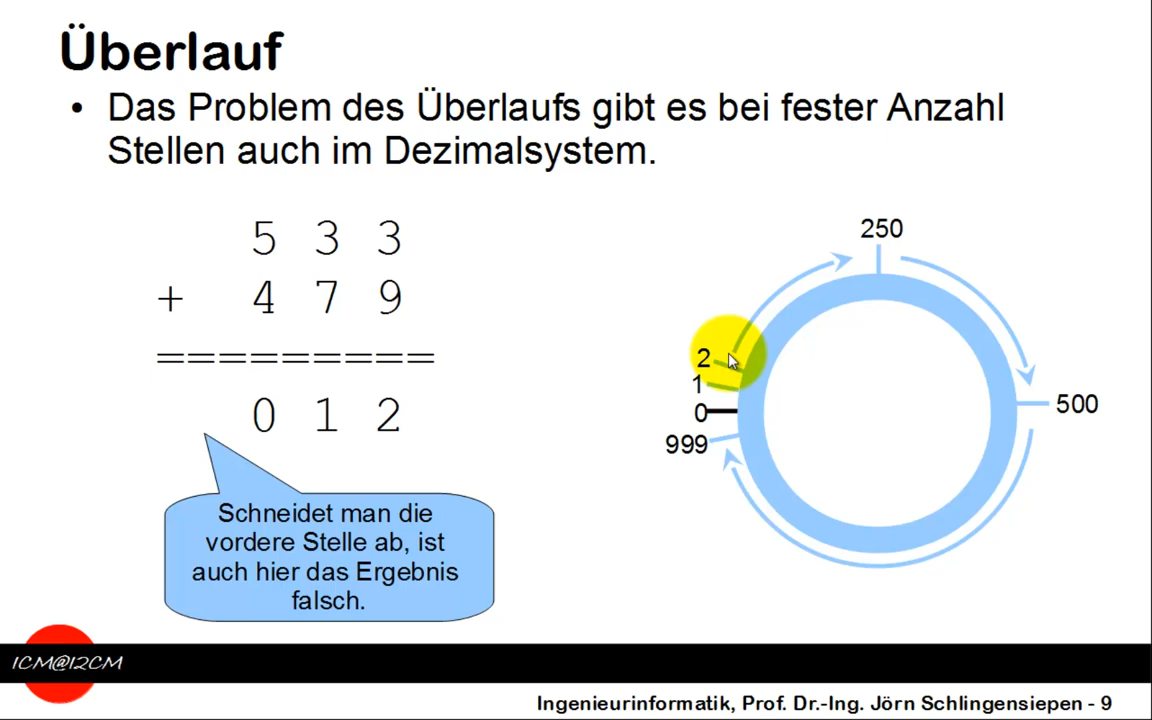 Überlauf
• Das Problem des Überlaufs gibt es bei fester Anzahl
Stellen auch im Dezimalsystem.
5 3 3
+ 4 7 9
=========
0 1 2
Schneidet man die
vordere Stelle ab, ist
auch hier das Ergebnis
falsch.
250
2
1
0
999
500
1CM@12CM
Ingenieurinformatik, Prof. Dr.-Ing. Jörn Schlingensiepen - 9